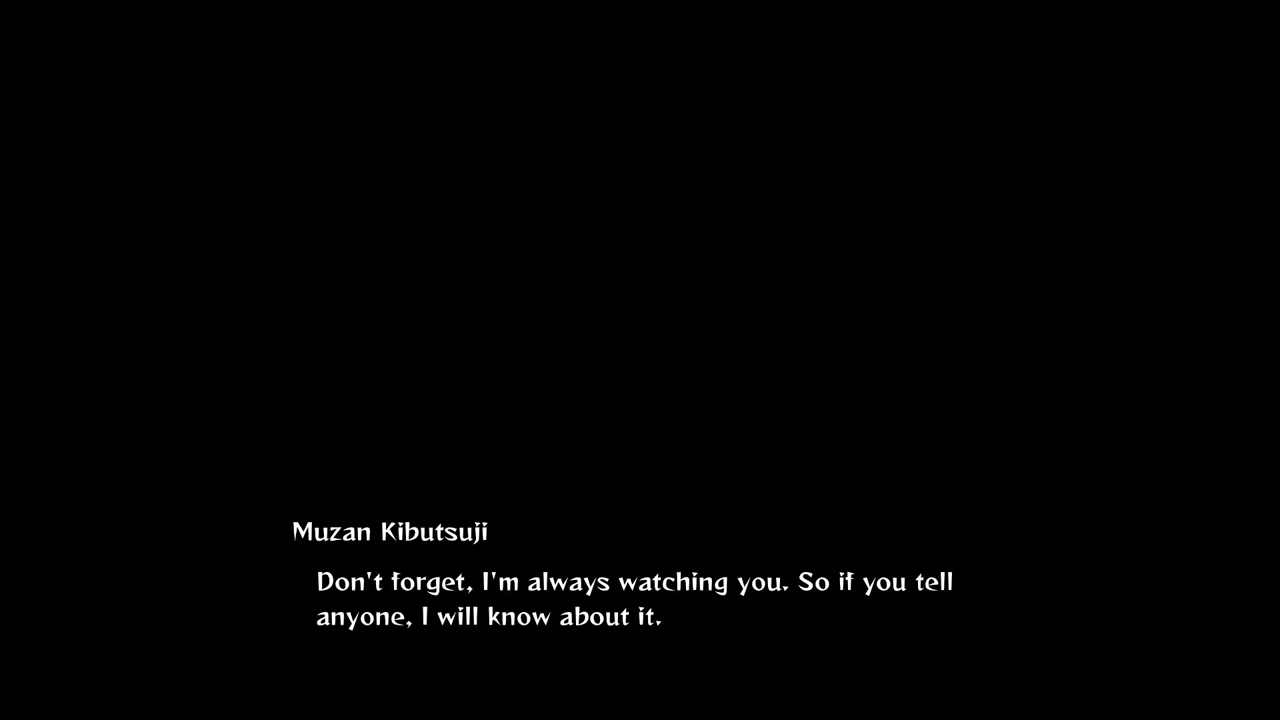 Muzan Kibutsuji
Don't forget, I'm always watching you. So if you tell
anyone, I will know about it.